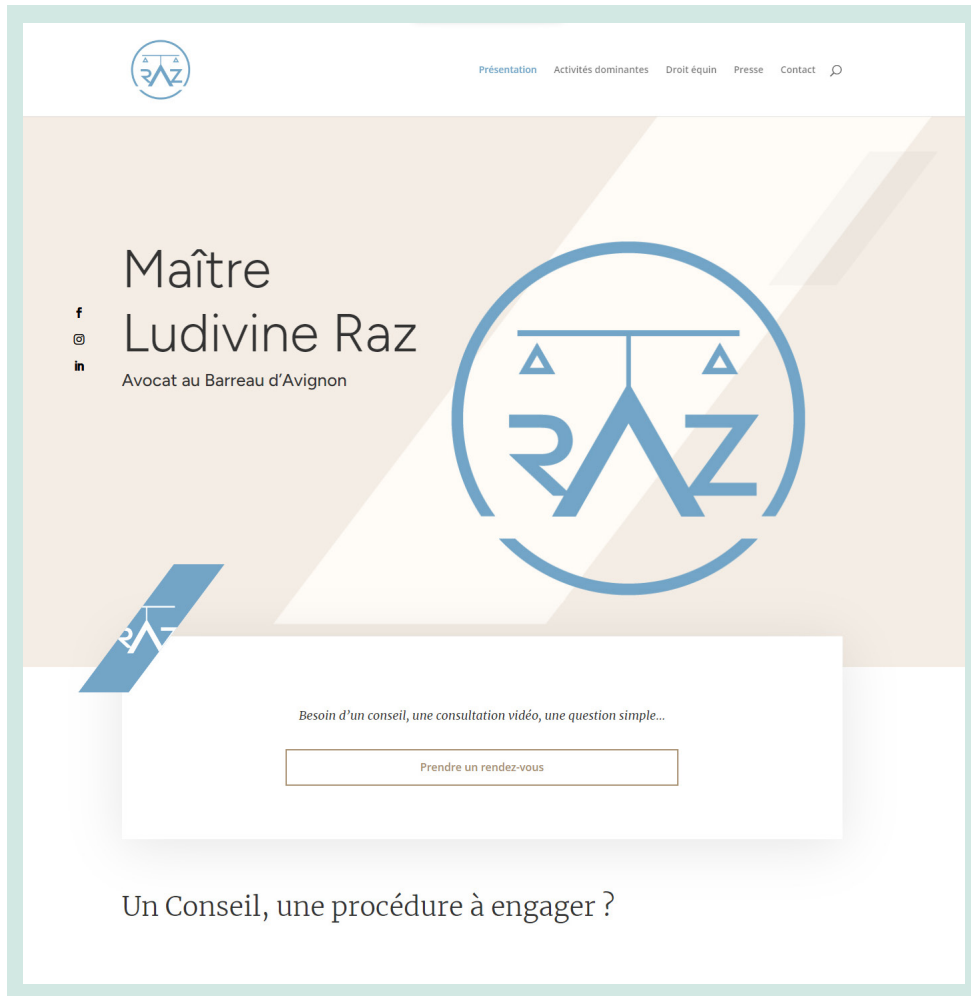 RAZ
Présentation Activités dominantes Droit équin Presse Contact
Maître
Ludivine Raz
Avocat au Barreau d'Avignon
f
in
RAZ
RAZ
Besoin d'un conseil, une consultation vidéo, une question simple...
Prendre un rendez-vous
Un Conseil, une procédure à engager ?